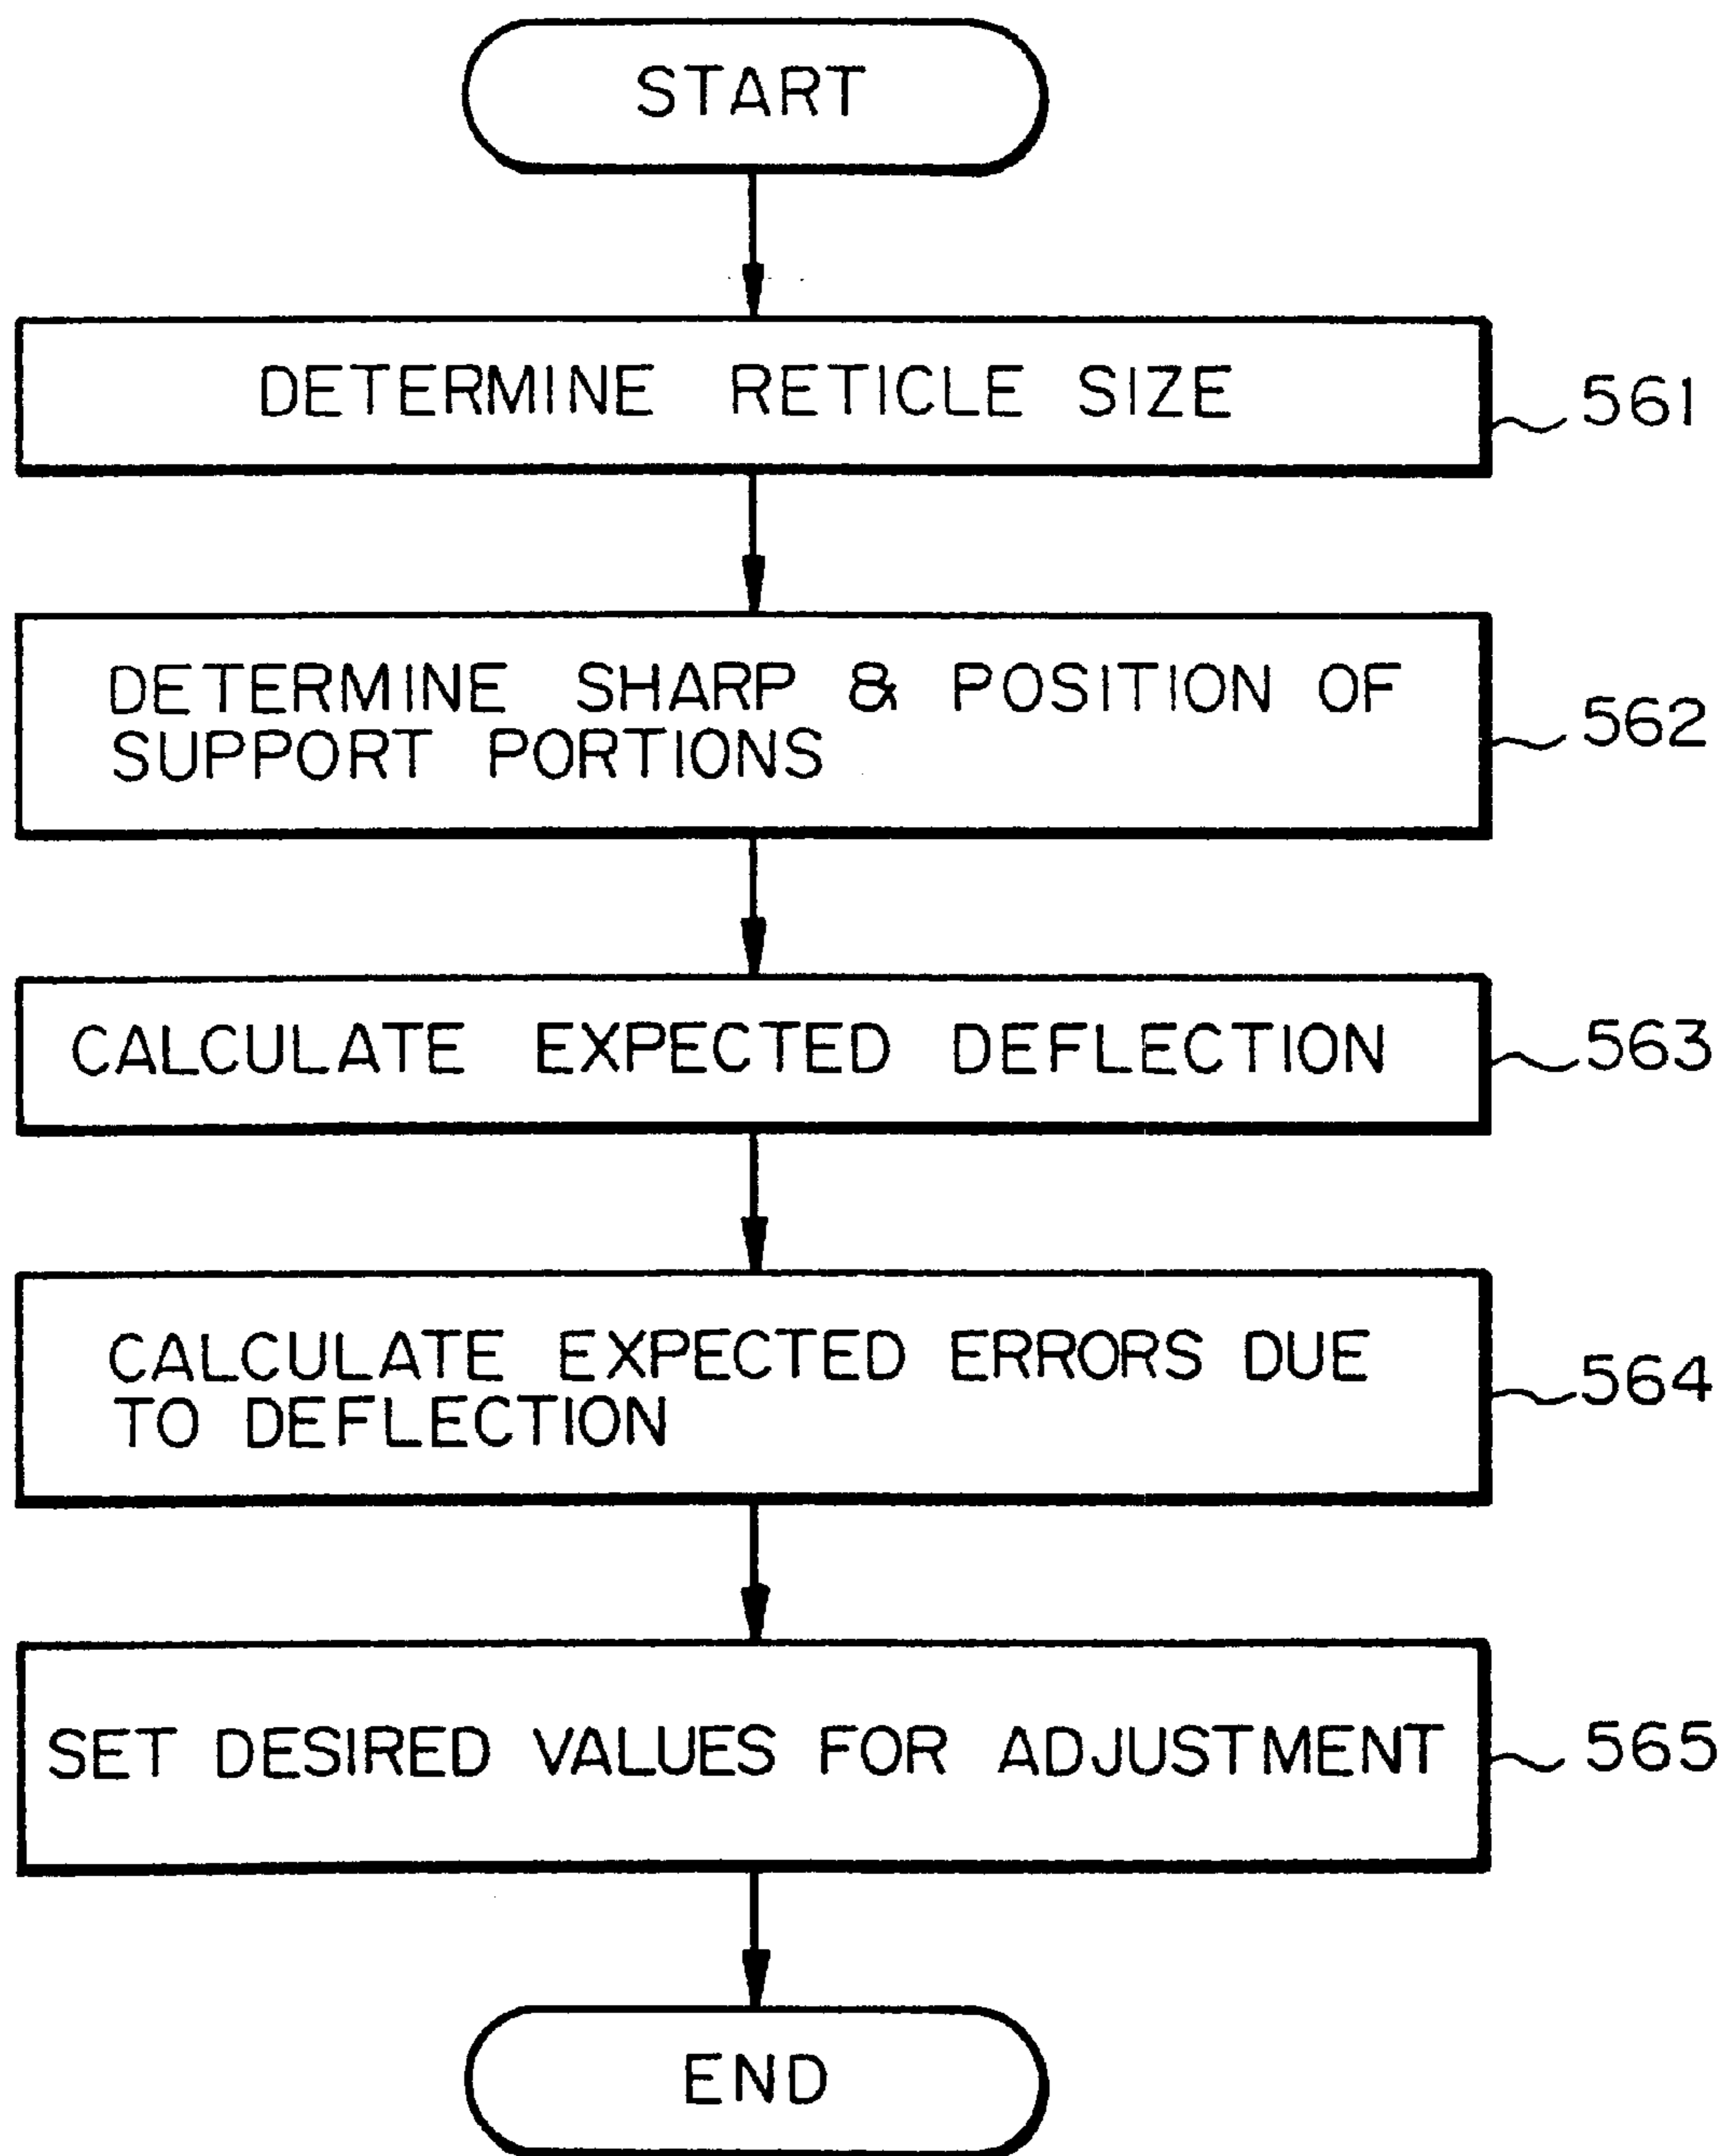 START
DETERMINE RETICLE SIZE
561
DETERMINE SHARP & POSITION OF
SUPPORT PORTIONS
562
CALCULATE EXPECTED DEFLECTION
563
CALCULATE EXPECTED ERRORS DUE
TO DEFLECTION
564
SET DESIRED VALUES FOR ADJUSTMENT
565
END